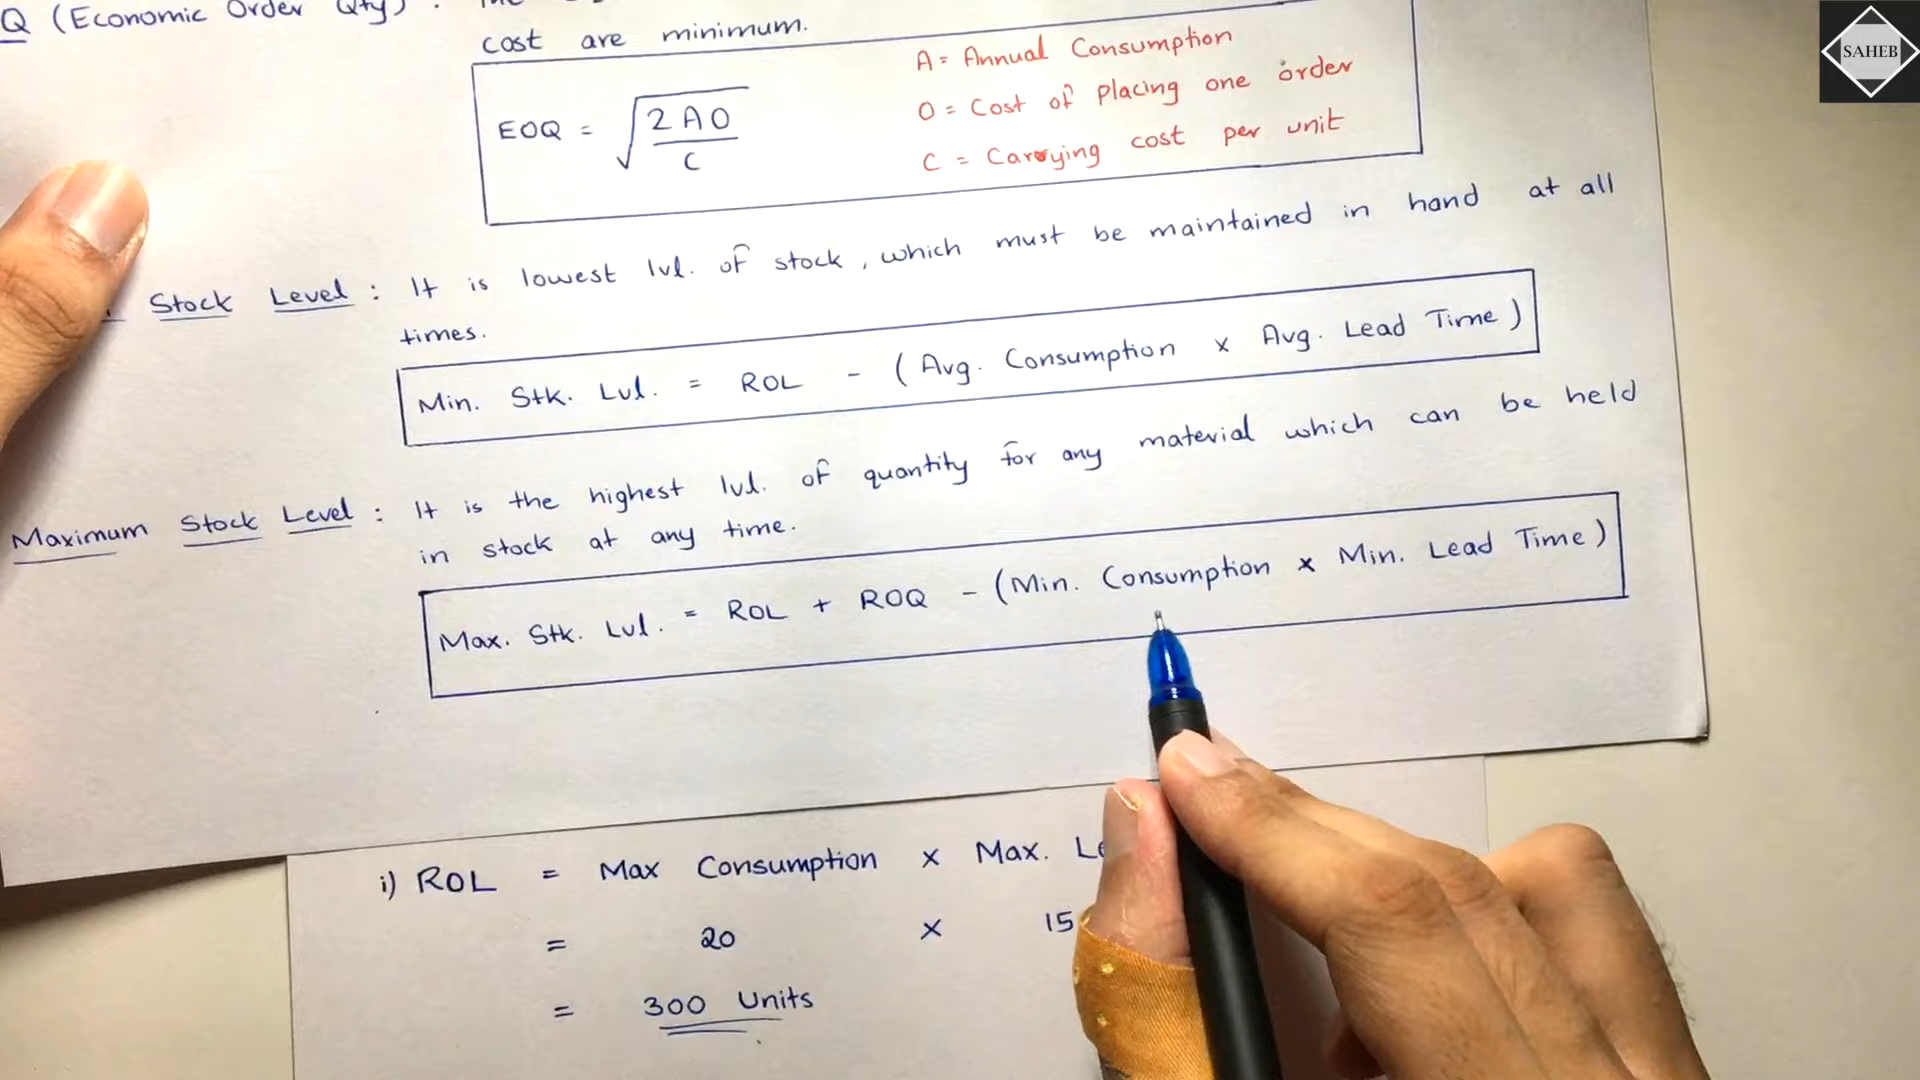 Q (Economic Order Qty) :
cost are minimum.
EOQ = √ 2AO / C
A = Annual Consumption
O = Cost of placing one order
C = Carrying cost per unit
Stock Level : It is lowest lvl. of stock, which must be maintained in hand at all
times.
Min. Stk. Lvl. = ROL - (Avg. Consumption x Avg. Lead Time)
Maximum Stock Level : It is the highest lvl. of quantity for any material which can be held
in stock at any time.
Max. Stk. Lvl. = ROL + ROQ - (Min. Consumption x Min. Lead Time)
i) ROL = Max Consumption x Max.
= 20 x 15
= 300 Units
SAHEB